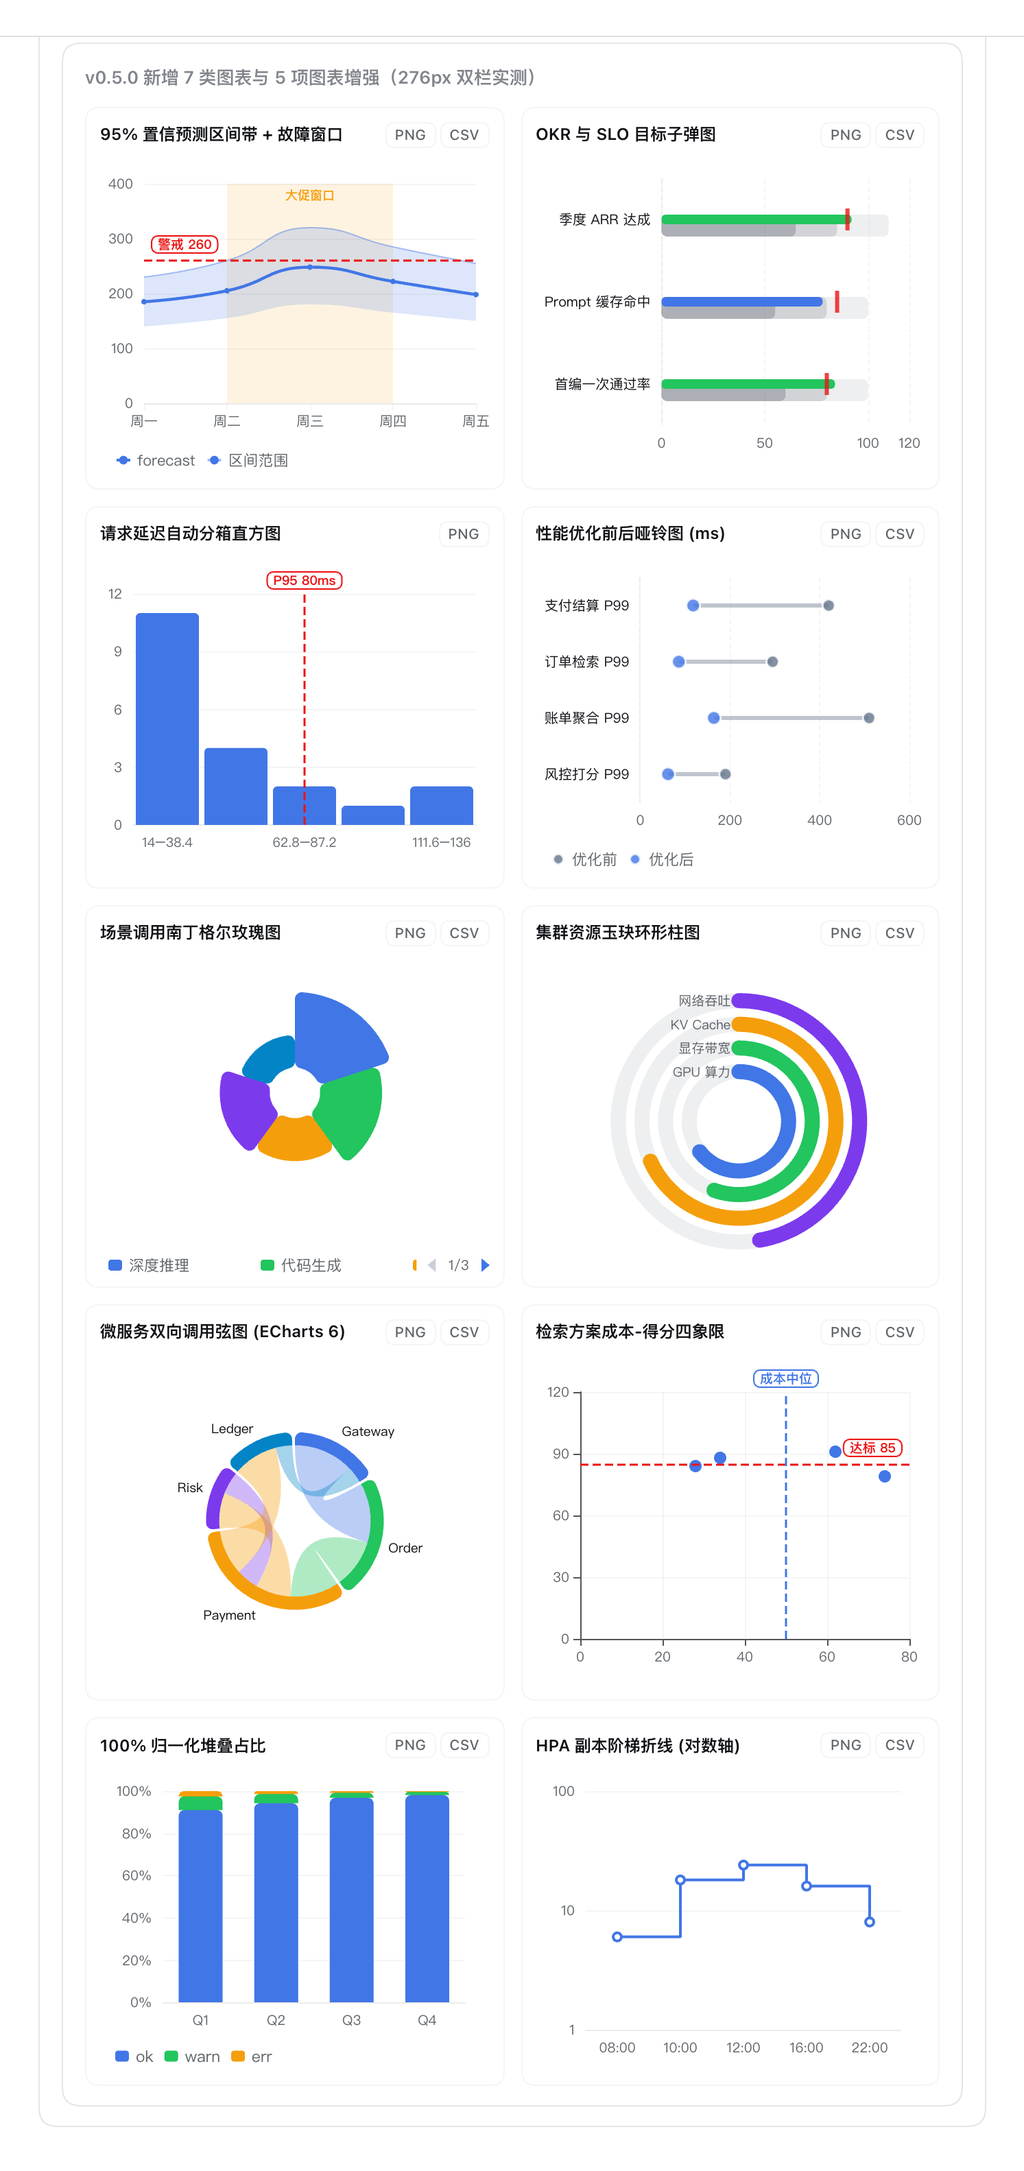 v0.5.0 新增 7 类图表与 5 项图表增强（276px 双栏实测）
95% 置信预测区间带 + 故障窗口
PNG CSV
400
300
200
100
0
大促窗口
警戒 260
周一 周二 周三 周四 周五
forecast 区间范围
OKR 与 SLO 目标子弹图
PNG CSV
季度 ARR 达成
Prompt 缓存命中
首编一次通过率
0 50 100 120
请求延迟自动分箱直方图
PNG
P95 80ms
12
9
6
3
0
14–38.4 62.8–87.2 111.6–136
性能优化前后哑铃图 (ms)
PNG CSV
支付结算 P99
订单检索 P99
账单聚合 P99
风控打分 P99
0 200 400 600
优化前 优化后
场景调用南丁格尔玫瑰图
PNG CSV
深度推理 代码生成 1/3
集群资源玉玦环形柱图
PNG CSV
网络吞吐
KV Cache
显存带宽
GPU 算力
微服务双向调用弦图 (ECharts 6)
PNG CSV
Ledger
Gateway
Risk
Order
Payment
检索方案成本-得分四象限
PNG CSV
成本中位
达标 85
120
90
60
30
0
0 20 40 60 80
100% 归一化堆叠占比
PNG CSV
100%
80%
60%
40%
20%
0%
Q1 Q2 Q3 Q4
ok warn err
HPA 副本阶梯折线 (对数轴)
PNG CSV
100
10
1
08:00 10:00 12:00 16:00 22:00